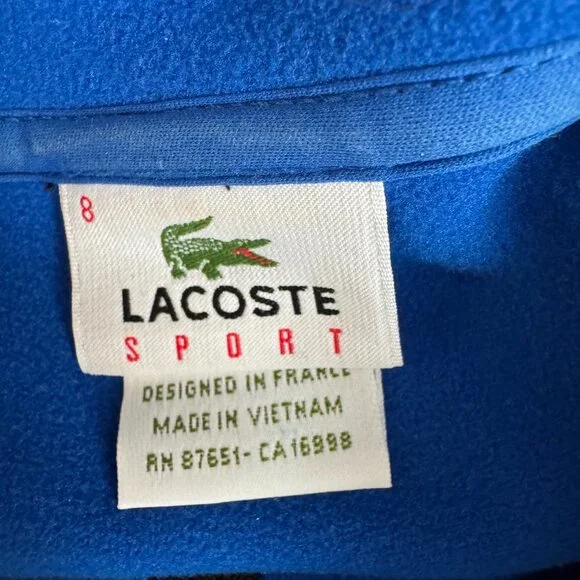 8
LACOSTE
SPORT
DESIGNED IN FRANCE
MADE IN VIETNAM
RN 87651- CA16998